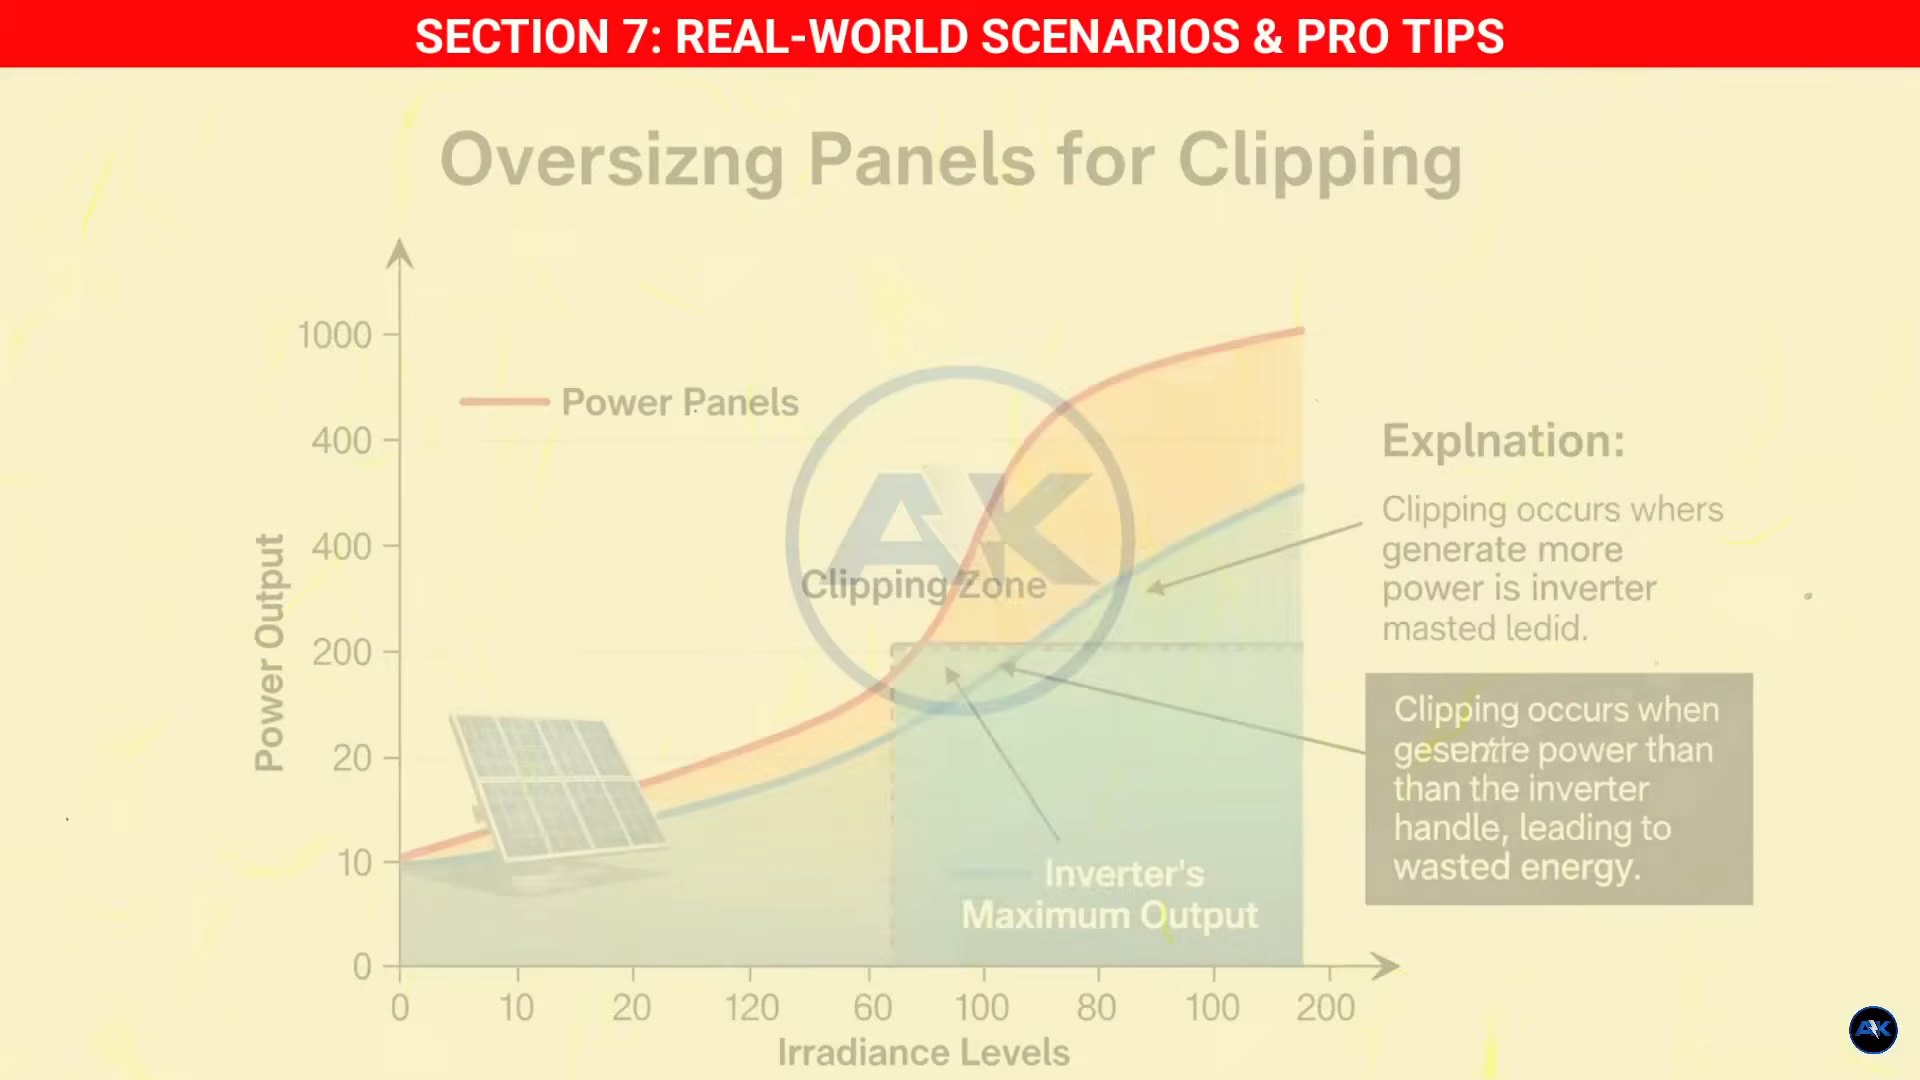 SECTION 7: REAL-WORLD SCENARIOS & PRO TIPS
Oversizng Panels for Clipping
1000
400
400
200
20
10
0
Power Output
Power Panels
AK
Clipping Zone
Inverter's
Maximum Output
0 10 20 120 60 100 80 100 200
Irradiance Levels
Explnation:
Clipping occurs whers
generate more
power is inverter
masted ledid.
Clipping occurs when
power than
than the inverter
handle, leading to
wasted energy.
AK